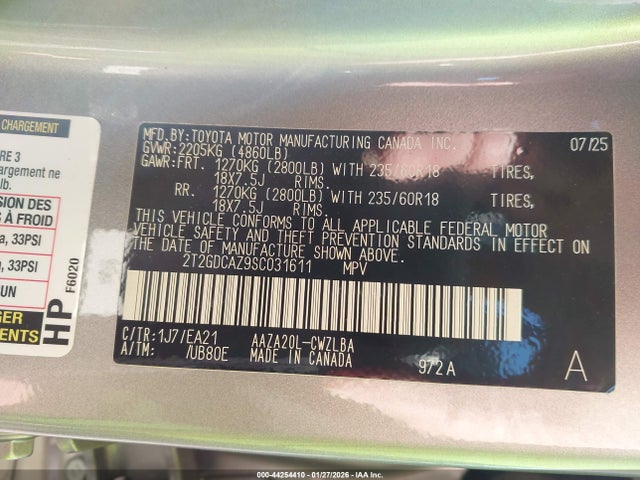 CHARGEMENT
RE 3
chargement ne
lb.
SION DES
G À FROID
a, 33PSI
a, 33PSI
UN
GER
EMENTS
HP
F6020
MFD.BY:TOYOTA MOTOR MANUFACTURING CANADA INC. 07/25
GVWR:2205KG (4860LB)
GAWR:FRT. 1270KG (2800LB) WITH 235/60R18 TIRES,
18X7.5J RIMS.
RR. 1270KG (2800LB) WITH 235/60R18 TIRES,
18X7.5J RIMS.
THIS VEHICLE CONFORMS TO ALL APPLICABLE FEDERAL MOTOR
VEHICLE SAFETY AND THEFT PREVENTION STANDARDS IN EFFECT ON
THE DATE OF MANUFACTURE SHOWN ABOVE.
2T2GDCAZ9SC031611 MPV
C/TR:1J7/EA21 AAZA20L-CWZLBA
A/TM: /UB80E MADE IN CANADA 972A A
000-44254410 - 01/27/2026 - IAA Inc.